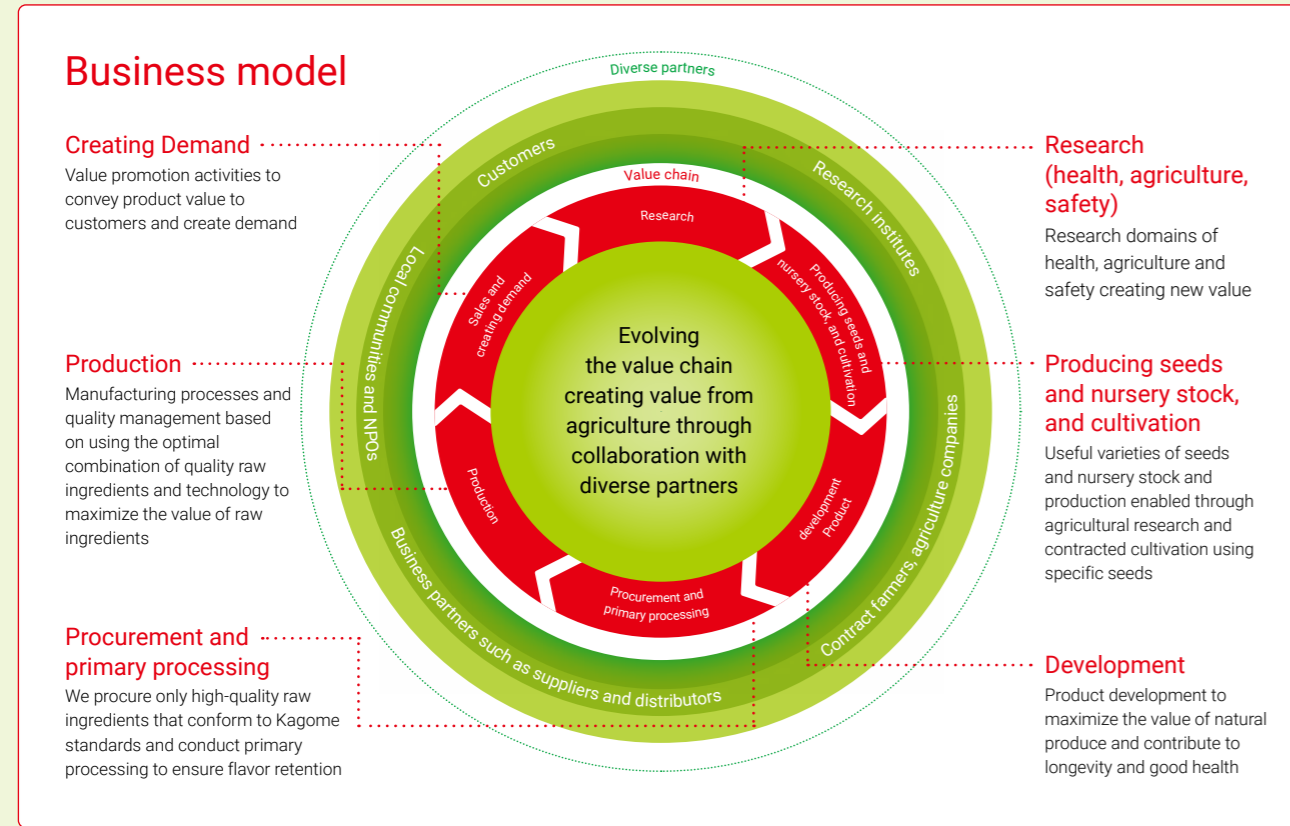 Business model
Diverse partners
Customers
Research institutes
Local communities and NPOs
Contract farmers, agriculture companies
Business partners such as suppliers and distributors
Value chain
Research
Producing seeds and
nursery stock, and cultivation
development
Product
Procurement and
primary processing
Production
Sales and
creating demand
Evolving
the value chain
creating value from
agriculture through
collaboration with
diverse partners
Creating Demand
Value promotion activities to
convey product value to
customers and create demand
Production
Manufacturing processes and
quality management based
on using the optimal
combination of quality raw
ingredients and technology to
maximize the value of raw
ingredients
Procurement and
primary processing
We procure only high-quality raw
ingredients that conform to Kagome
standards and conduct primary
processing to ensure flavor retention
Research
(health, agriculture,
safety)
Research domains of
health, agriculture and
safety creating new value
Producing seeds
and nursery stock,
and cultivation
Useful varieties of seeds
and nursery stock and
production enabled through
agricultural research and
contracted cultivation using
specific seeds
Development
Product development to
maximize the value of natural
produce and contribute to
longevity and good health